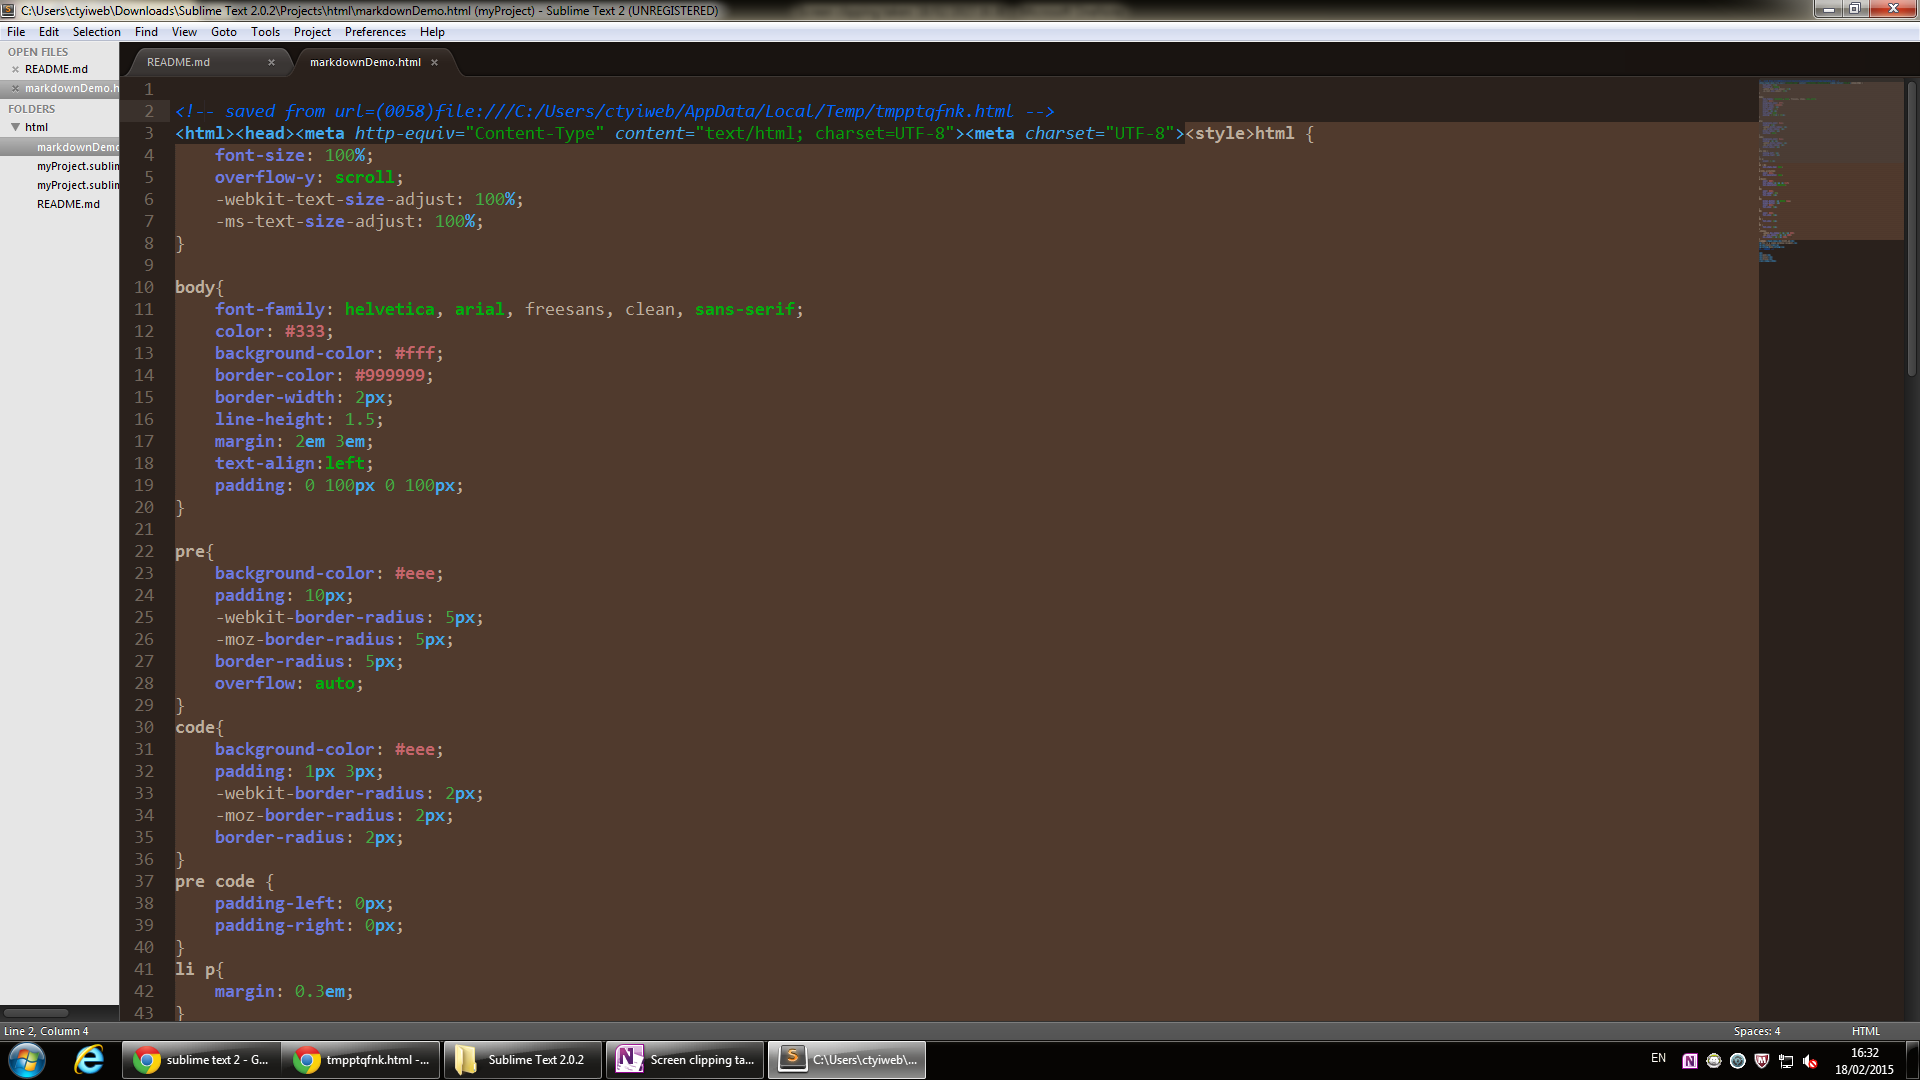 C:\Users\ctyiweb\Downloads\Sublime Text 2.0.2\Projects\html\markdownDemo.html (myProject) - Sublime Text 2 (UNREGISTERED)
File Edit Selection Find View Goto Tools Project Preferences Help
OPEN FILES
README.md
markdownDemo.h
FOLDERS
html
markdownDemo
myProject.sublim
myProject.sublim
README.md
README.md
markdownDemo.html
1
2 <!-- saved from url=(0058)file:///C:/Users/ctyiweb/AppData/Local/Temp/tmpptqfnk.html -->
3 <html><head><meta http-equiv="Content-Type" content="text/html; charset=UTF-8"><meta charset="UTF-8"><style>html {
4     font-size: 100%;
5     overflow-y: scroll;
6     -webkit-text-size-adjust: 100%;
7     -ms-text-size-adjust: 100%;
8 }
9
10 body{
11     font-family: helvetica, arial, freesans, clean, sans-serif;
12     color: #333;
13     background-color: #fff;
14     border-color: #999999;
15     border-width: 2px;
16     line-height: 1.5;
17     margin: 2em 3em;
18     text-align:left;
19     padding: 0 100px 0 100px;
20 }
21
22 pre{
23     background-color: #eee;
24     padding: 10px;
25     -webkit-border-radius: 5px;
26     -moz-border-radius: 5px;
27     border-radius: 5px;
28     overflow: auto;
29 }
30 code{
31     background-color: #eee;
32     padding: 1px 3px;
33     -webkit-border-radius: 2px;
34     -moz-border-radius: 2px;
35     border-radius: 2px;
36 }
37 pre code {
38     padding-left: 0px;
39     padding-right: 0px;
40 }
41 li p{
42     margin: 0.3em;
43 }
Line 2, Column 4
Spaces: 4
HTML
sublime text 2 - G...
tmpptqfnk.html -...
Sublime Text 2.0.2
Screen clipping ta...
C:\Users\ctyiweb\...
EN
16:32
18/02/2015